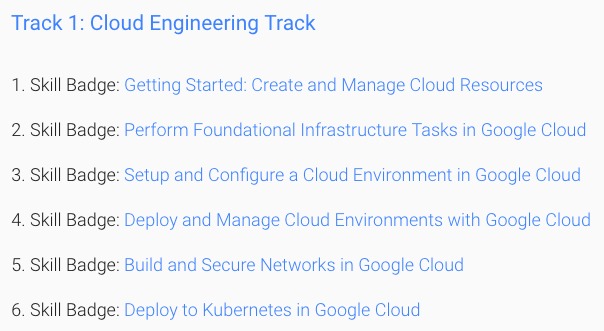 Track 1: Cloud Engineering Track
1. Skill Badge: Getting Started: Create and Manage Cloud Resources
2. Skill Badge: Perform Foundational Infrastructure Tasks in Google Cloud
3. Skill Badge: Setup and Configure a Cloud Environment in Google Cloud
4. Skill Badge: Deploy and Manage Cloud Environments with Google Cloud
5. Skill Badge: Build and Secure Networks in Google Cloud
6. Skill Badge: Deploy to Kubernetes in Google Cloud